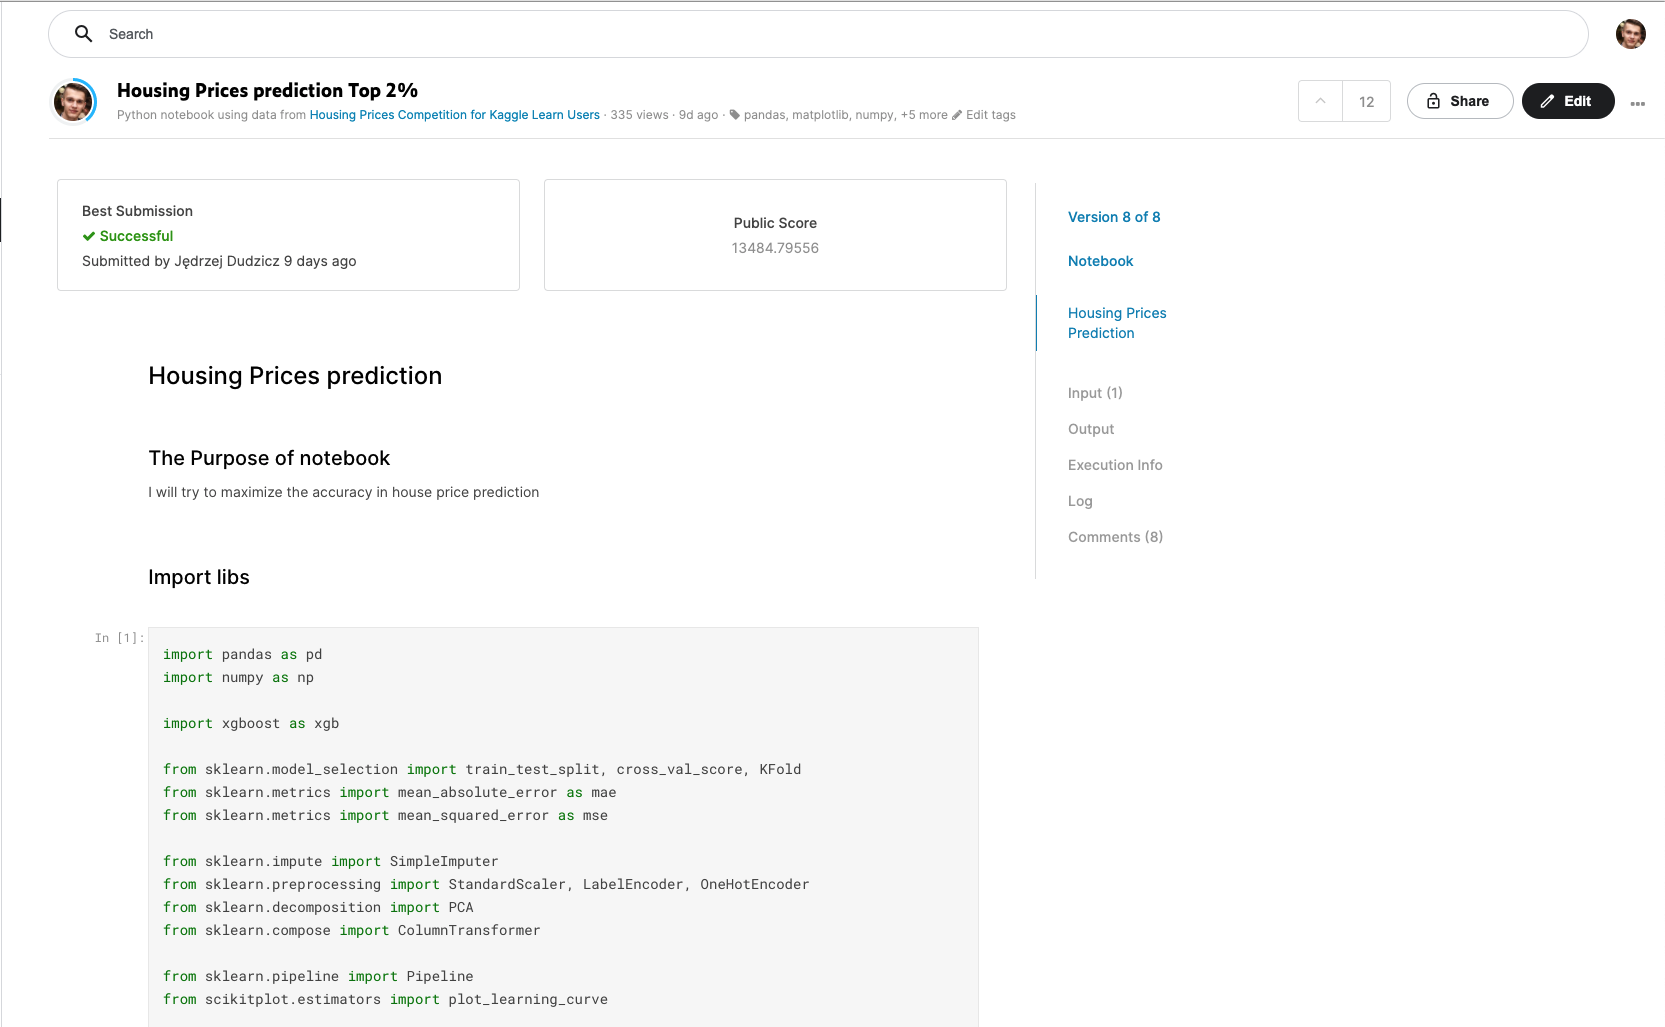 Search
Housing Prices prediction Top 2%
Python notebook using data from Housing Prices Competition for Kaggle Learn Users · 335 views · 9d ago · pandas, matplotlib, numpy, +5 more Edit tags
12
Share
Edit
Best Submission
Successful
Submitted by Jędrzej Dudzicz 9 days ago
Public Score
13484.79556
Version 8 of 8
Notebook
Housing Prices
Prediction
Input (1)
Output
Execution Info
Log
Comments (8)
Housing Prices prediction
The Purpose of notebook
I will try to maximize the accuracy in house price prediction
Import libs
In [1]:
import pandas as pd
import numpy as np
import xgboost as xgb
from sklearn.model_selection import train_test_split, cross_val_score, KFold
from sklearn.metrics import mean_absolute_error as mae
from sklearn.metrics import mean_squared_error as mse
from sklearn.impute import SimpleImputer
from sklearn.preprocessing import StandardScaler, LabelEncoder, OneHotEncoder
from sklearn.decomposition import PCA
from sklearn.compose import ColumnTransformer
from sklearn.pipeline import Pipeline
from scikitplot.estimators import plot_learning_curve